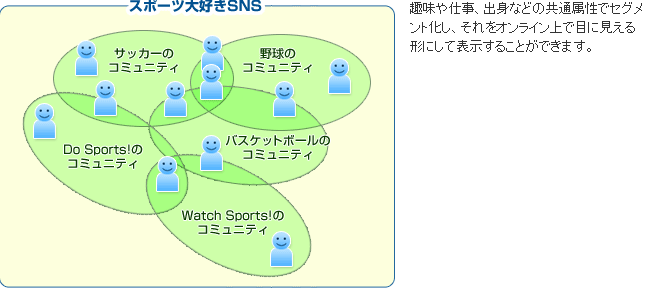 スポーツ大好きSNS
サッカーの
コミュニティ
野球の
コミュニティ
Do Sports!の
コミュニティ
バスケットボールの
コミュニティ
Watch Sports!の
コミュニティ
趣味や仕事、出身などの共通属性でセグメ
ント化し、それをオンライン上で目に見える
形にして表示することができます。